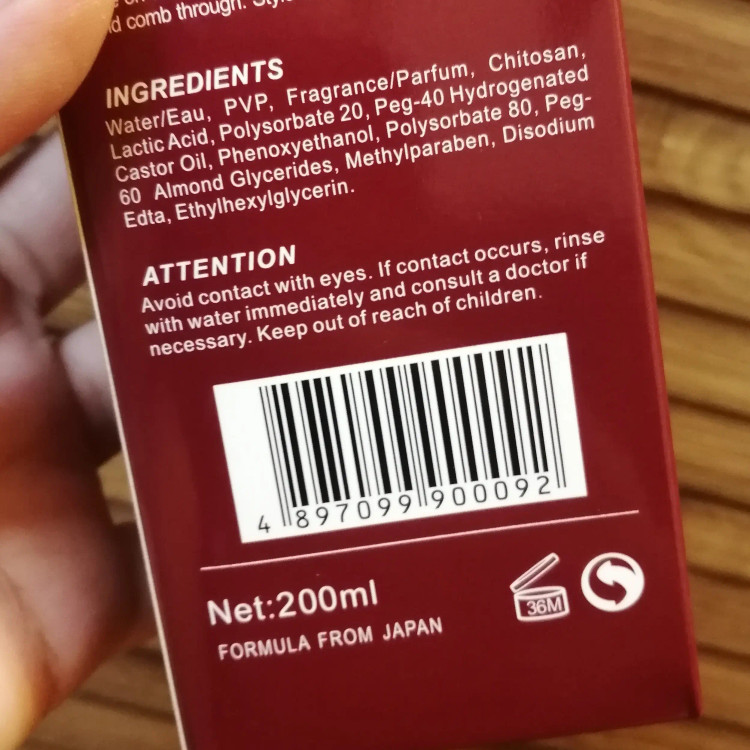 d comb through.
INGREDIENTS
Water/Eau, PVP, Fragrance/Parfum, Chitosan,
Lactic Acid, Polysorbate 20, Peg-40 Hydrogenated
Castor Oil, Phenoxyethanol, Polysorbate 80, Peg-
60 Almond Glycerides, Methylparaben, Disodium
Edta, Ethylhexylglycerin.
ATTENTION
Avoid contact with eyes. If contact occurs, rinse
with water immediately and consult a doctor if
necessary. Keep out of reach of children.
4 897099 900092
36M
Net:200ml
FORMULA FROM JAPAN